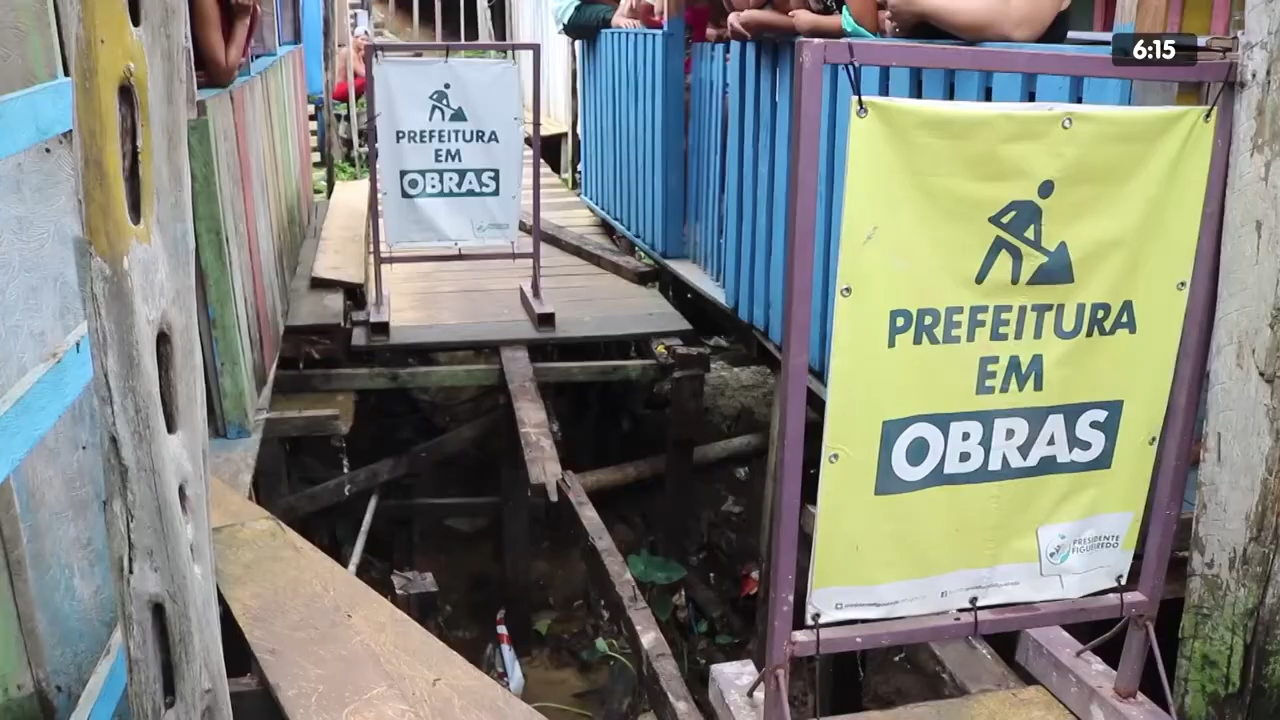 6:15
PREFEITURA
EM
OBRAS
PREFEITURA
EM
OBRAS
PRESIDENTE
FIGUEIREDO